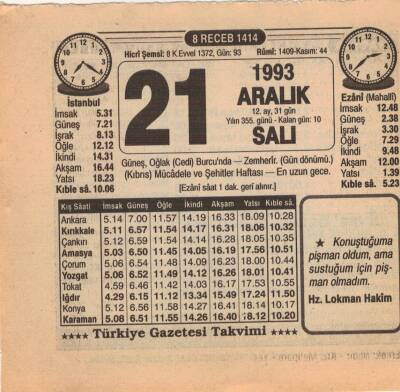 8 RECEB 1414
Hicrî Şemsî: 8 K.Evvel 1372, Gün: 93 Rûmî: 1409-Kasım: 44
21
1993
ARALIK
12. ay, 31 gün
Yılın 355. günü - Kalan gün: 10
SALI
İstanbul
İmsak 5.31
Güneş 7.21
İşrak 8.13
Öğle 12.12
İkindi 14.31
Akşam 16.44
Yatsı 18.23
Kıble sâ. 10.06
Ezânî (Mahallî)
İmsak 12.48
Güneş 2.38
İşrak 3.30
Öğle 7.29
İkindi 9.48
Akşam 12.00
Yatsı 1.39
Kıble sâ. 5.23
Güneş, Oğlak (Cedi) Burcu'nda — Zemherîr. (Gün dönümü.)
(Kıbrıs) Mücâdele ve Şehitler Haftası — En uzun gece.
[Ezânî sâat 1 dak. geri alınır.]
Kış Sâati İmsak Güneş Öğle İkindi Akşam Yatsı Kıble sâ.
Ankara 5.14 7.00 11.57 14.19 16.33 18.09 10.28
Kırıkkale 5.11 6.57 11.54 14.17 16.31 18.06 10.32
Çankırı 5.12 6.59 11.54 14.14 16.28 18.05 10.35
Amasya 5.03 6.50 11.45 14.05 16.19 17.56 10.51
Çorum 5.06 6.54 11.48 14.09 16.23 18.00 10.44
Yozgat 5.06 6.52 11.49 14.12 16.26 18.01 10.41
Tokat 4.59 6.46 11.42 14.03 16.17 17.53 10.55
Iğdır 4.29 6.15 11.12 13.34 15.49 17.24 11.50
Konya 5.12 6.56 11.58 14.27 16.41 18.14 10.17
Karaman 5.08 6.51 11.55 14.26 16.40 18.12 10.20
★ Konuştuğuma
pişman oldum, ama
sustuğum için piş-
man olmadım.
Hz. Lokman Hakîm
★★★★ Türkiye Gazetesi Takvimi ★★★★